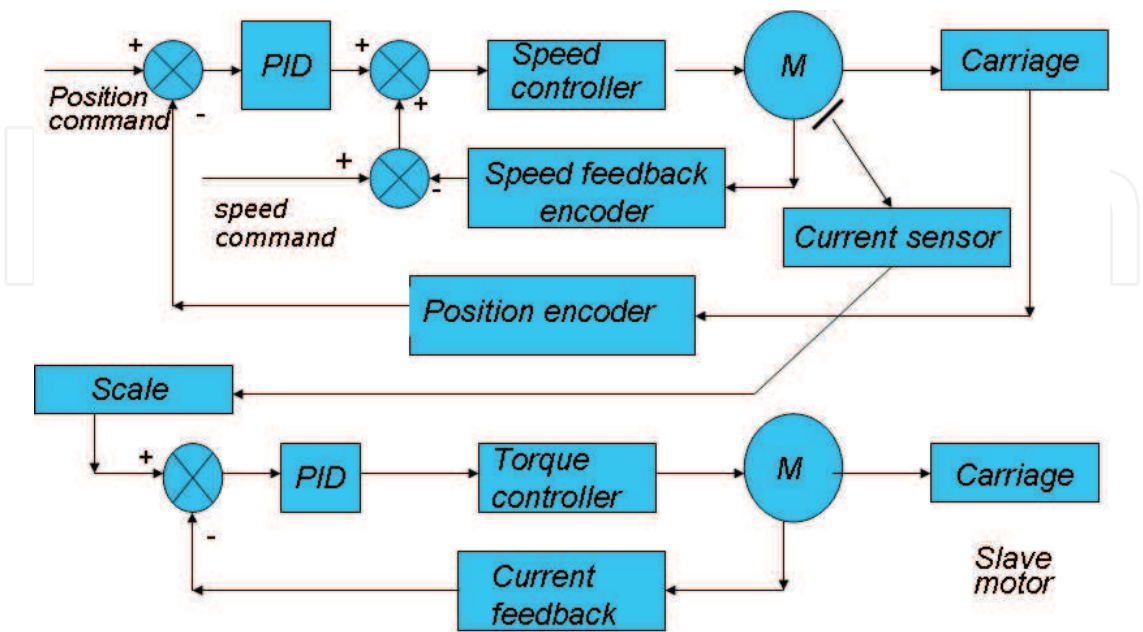 +
PID
+
Speed
controller
M
Carriage
Position
command
-
+
+
-
Speed feedback
encoder
speed
command
Current sensor
Position encoder
Scale
+
PID
Torque
controller
M
Carriage
-
Current
feedback
Slave
motor